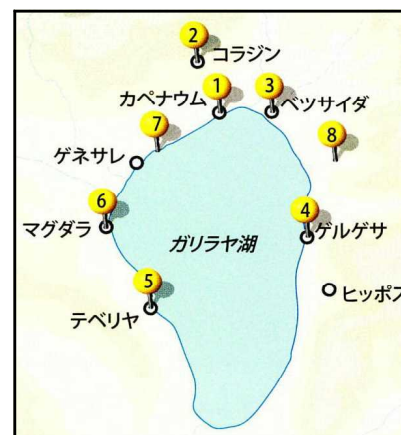 2
コラジン
カペナウム
1
3
ベツサイダ
7
8
ゲネサレ
6
マグダラ
4
ゲルゲサ
ガリラヤ湖
5
テベリヤ
ヒッポス